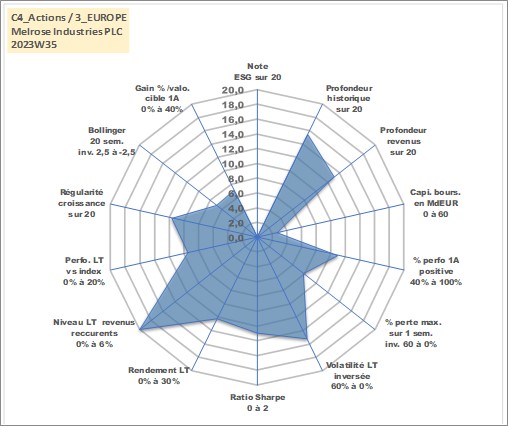 C4_Actions / 3_EUROPE
Melrose Industries PLC
2023W35
Note
ESG sur 20
Profondeur
historique
sur 20
Profondeur
revenus
sur 20
Capi. bours.
en MdEUR
0 à 60
% perfo 1A
positive
40% à 100%
% perte max.
sur 1 sem.
inv. 60 à 0%
Volatilité LT
inversée
60% à 0%
Ratio Sharpe
0 à 2
Rendement LT
0% à 30%
Niveau LT revenus
reccurents
0% à 6%
Perfo. LT
vs index
0% à 20%
Régularité
croissance
sur 20
Bollinger
20 sem.
inv. 2,5 à -2,5
Gain % /valo.
cible 1A
0% à 40%
20,0
18,0
16,0
14,0
12,0
10,0
8,0
6,0
4,0
2,0
0,0